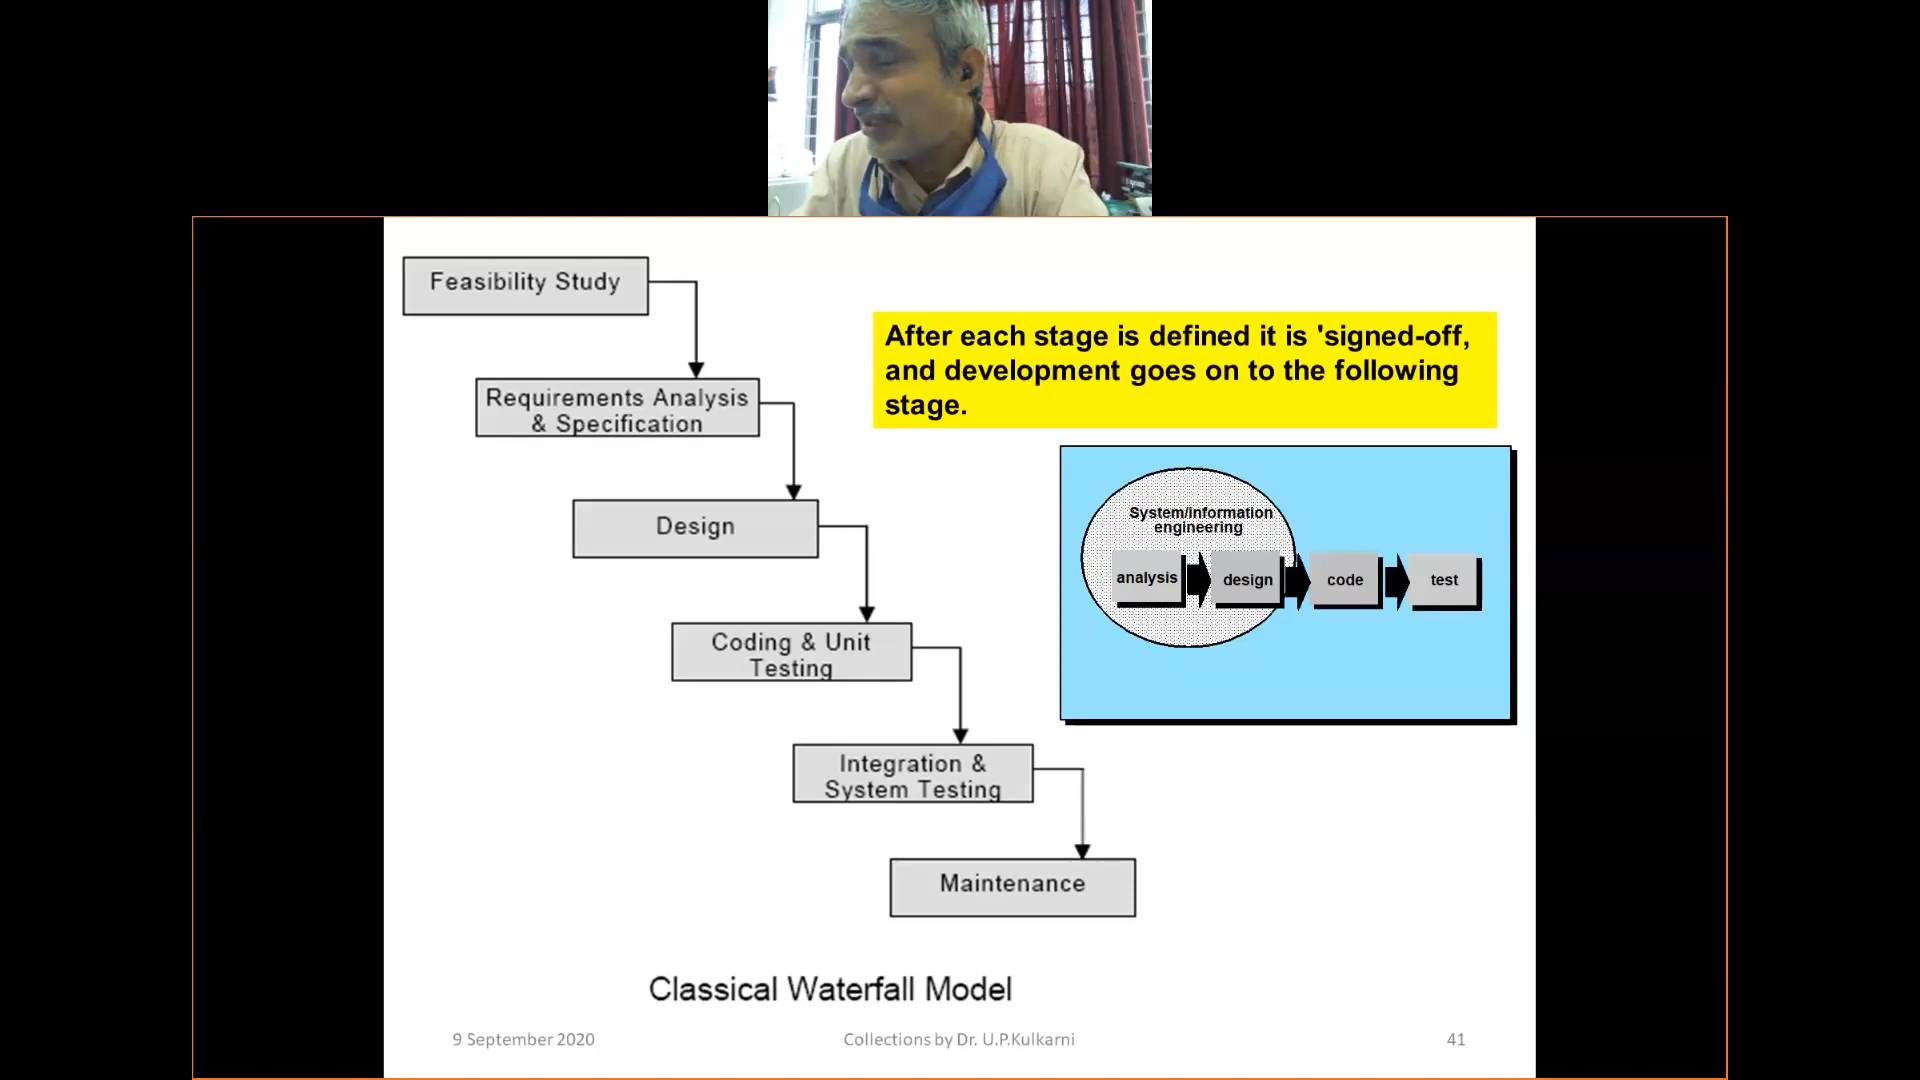 Feasibility Study
After each stage is defined it is 'signed-off,
and development goes on to the following
stage.
Requirements Analysis
& Specification
Design
System/information
engineering
analysis
design
code
test
Coding & Unit
Testing
Integration &
System Testing
Maintenance
Classical Waterfall Model
9 September 2020
Collections by Dr. U.P.Kulkarni
41